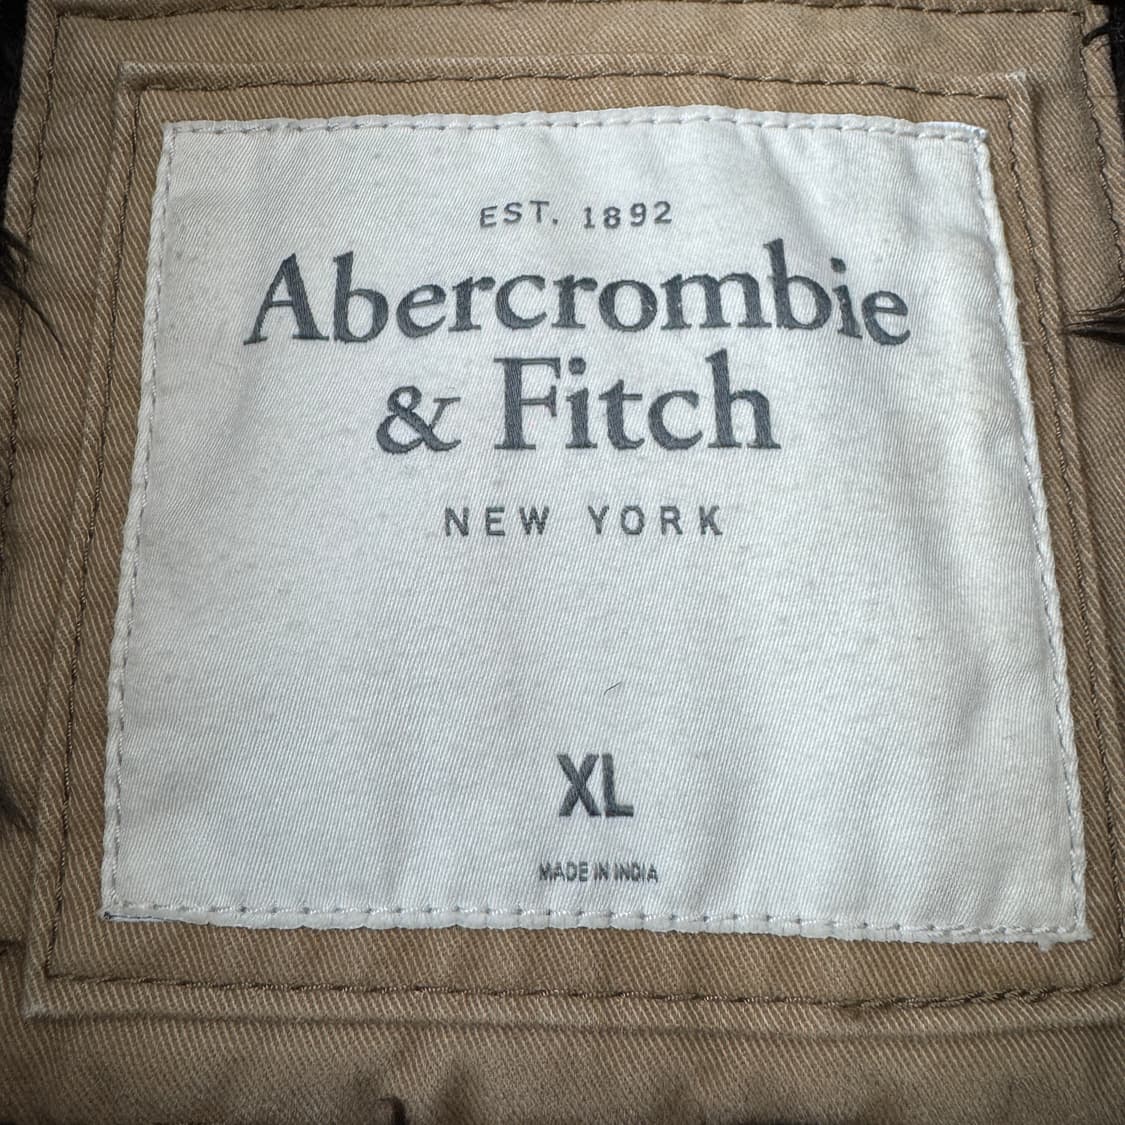 EST. 1892
Abercrombie
& Fitch
NEW YORK
XL
MADE IN INDIA